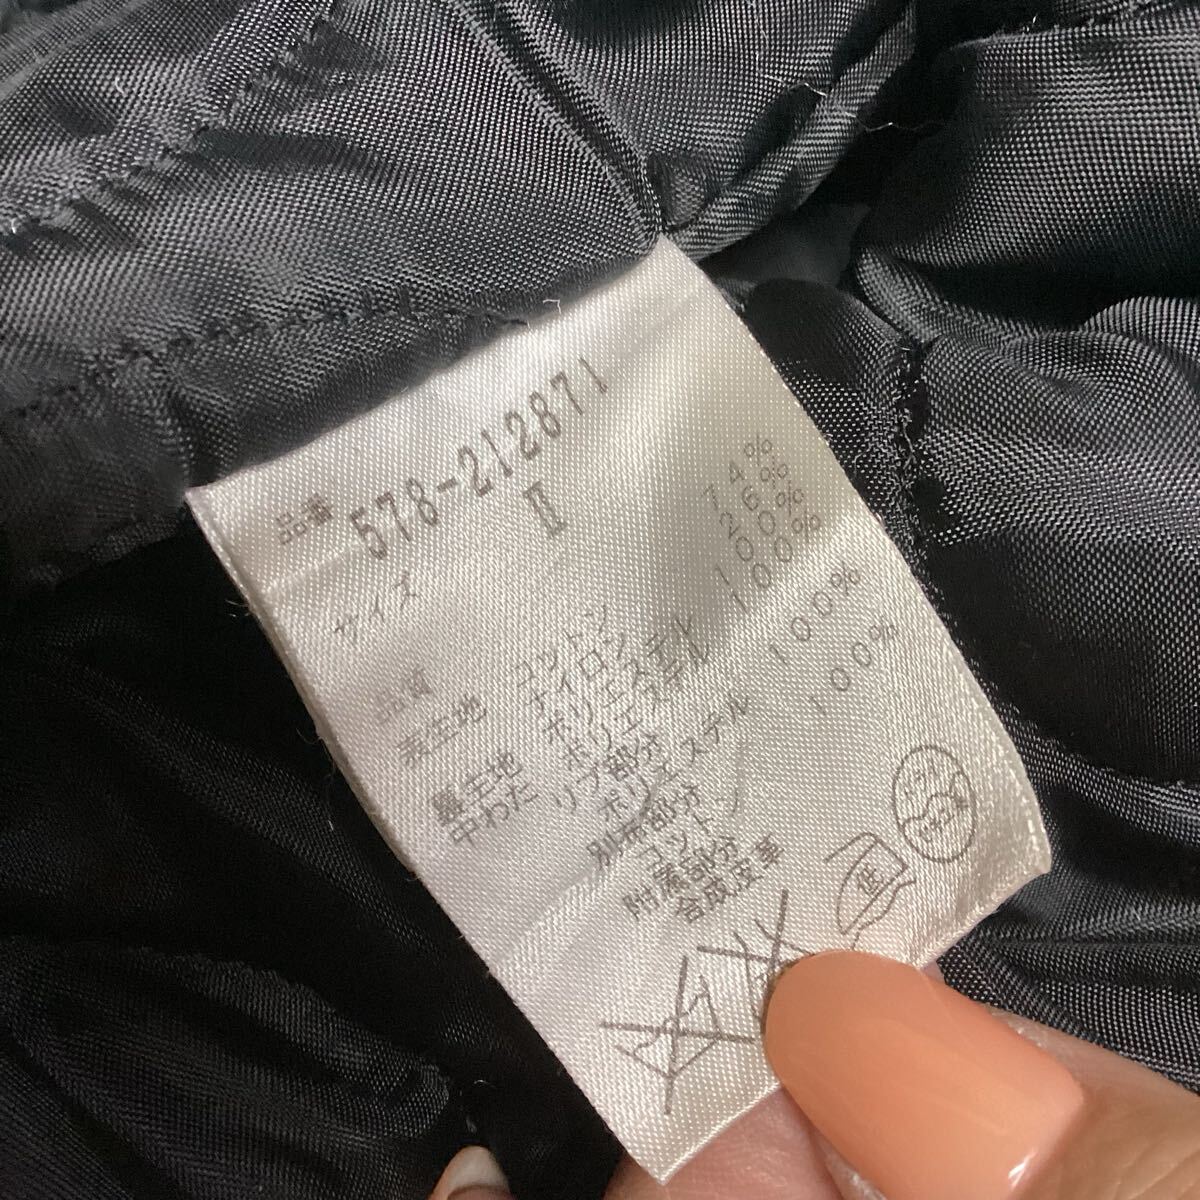 品番 578-212871
サイズ Ⅱ
品質
表生地 コットン 74%
ナイロン 26%
ポリエステル 100%
裏生地 ポリエステル 100%
中わた
リブ部分
ポリエステル 100%
別布部分
コットン 100%
附属部分
合成皮革
低